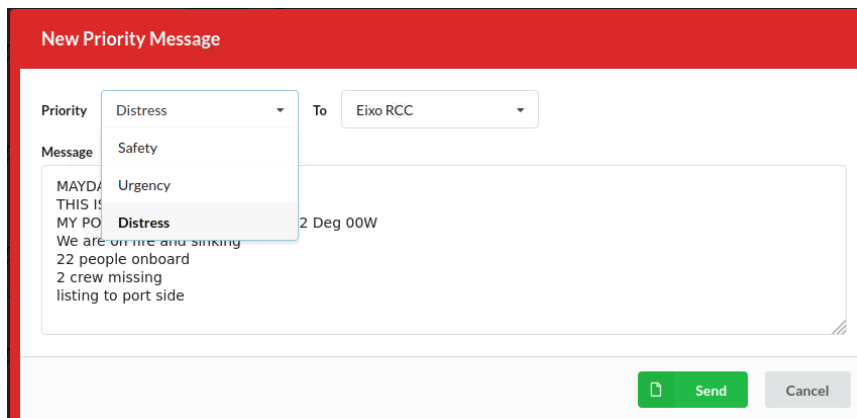 New Priority Message
Priority Distress To Eixo RCC
Safety
Urgency
Distress
Message
MAYDA
THIS IS
MY PO 2 Deg 00W
We are on fire and sinking
22 people onboard
2 crew missing
listing to port side
Send Cancel